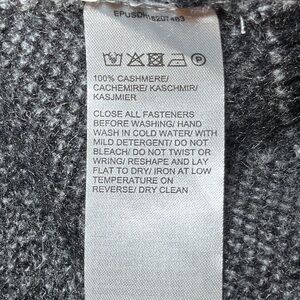 100% CASHMERE/
CACHEMIRE/ KASCHMIR/
KASJMIER
CLOSE ALL FASTENERS
BEFORE WASHING/ HAND
WASH IN COLD WATER/ WITH
MILD DETERGENT/ DO NOT
BLEACH/ DO NOT TWIST OR
WRING/ RESHAPE AND LAY
FLAT TO DRY/ IRON AT LOW
TEMPERATURE ON
REVERSE/ DRY CLEAN